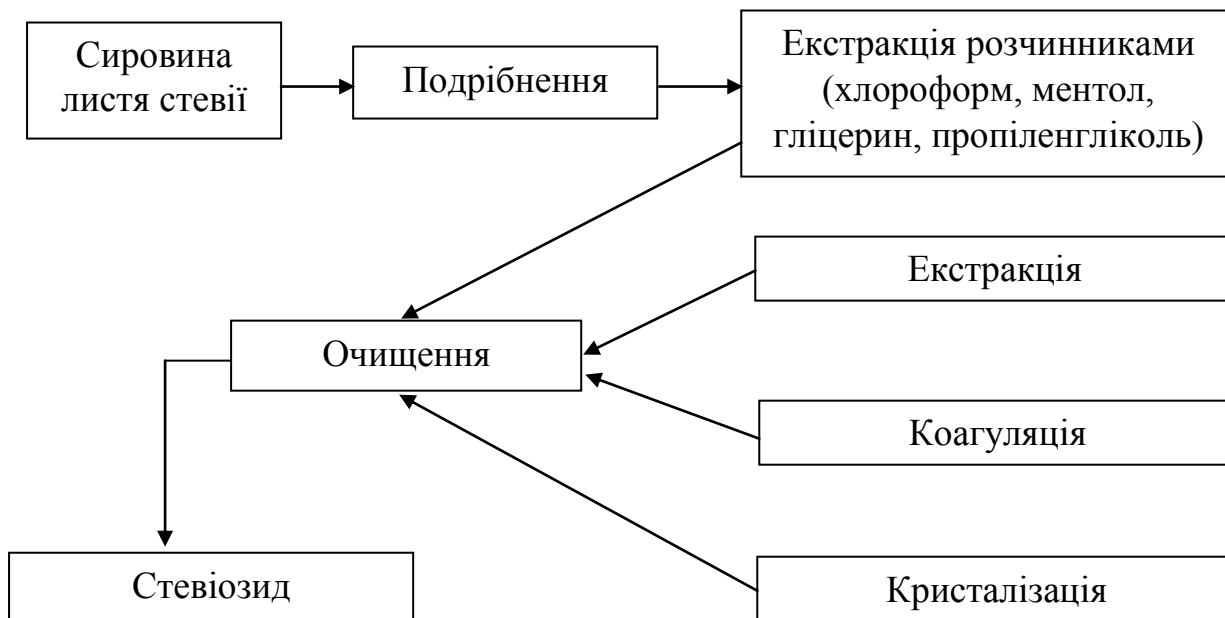 Сировина
листя стевії
Подрібнення
Екстракція розчинниками
(хлороформ, ментол,
гліцерин, пропіленгліколь)
Екстракція
Очищення
Коагуляція
Стевіозид
Кристалізація